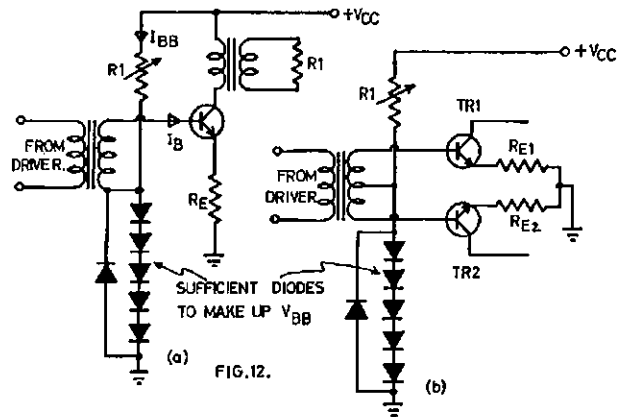 +VCC
IBB
R1
R1
FROM
DRIVER.
IB
RE
SUFFICIENT DIODES
TO MAKE UP VBB
(a)
FIG.12.
+VCC
R1
TR1
RE1
FROM
DRIVER
RE2
TR2
(b)